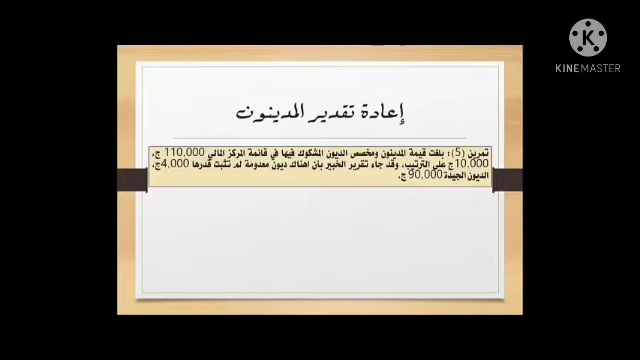 KINEMASTER
إعادة تقدير المدينون
تمرين (5): بلغت قيمة المدينون ومخصص الديون المشكوك فيها في قائمة المركز المالي 110,000 ج،
10,000ج على الترتيب، وقد جاء تقرير الخبير بأن اهناك ديون معدومة لم تثبت قدرها 4,000ج،
الديون الجيدة 90,000 ج.